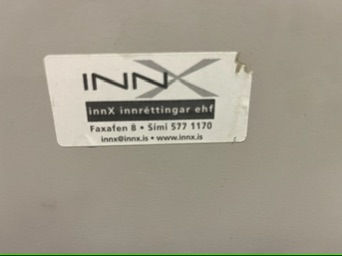 INNX
innX innréttingar ehf
Faxafen 8 • Sími 577 1170
innx@innx.is • www.innx.is